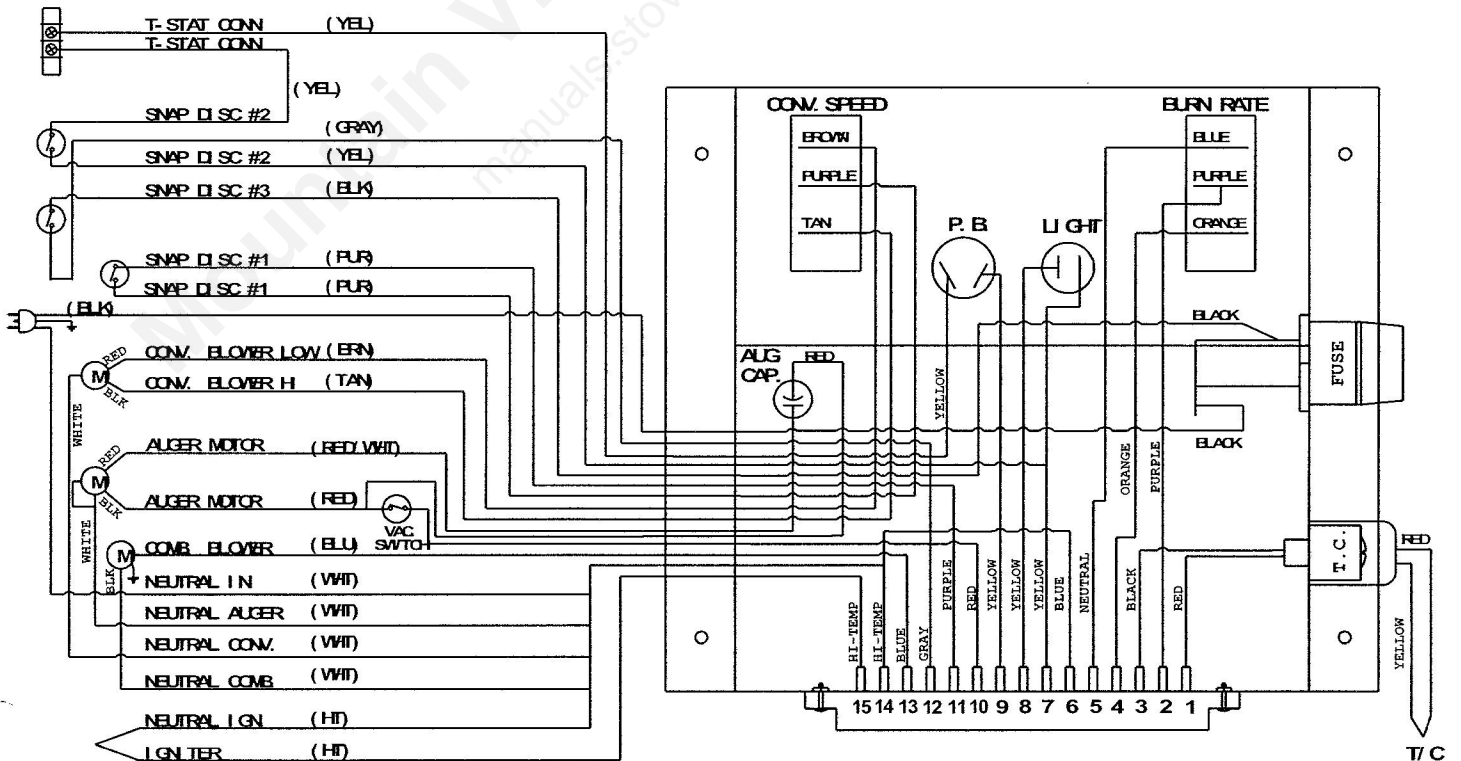 T-STAT CONN (YEL)
T-STAT CONN
(YEL)
SNAP DISC #2
(GRAY)
SNAP DISC #2 (YEL)
SNAP DISC #3 (BLK)
SNAP DISC #1 (PUR)
SNAP DISC #1 (PUR)
(BLK)
RED
CONV. BLOWER LOW (BRN)
M
CONV. BLOWER HI (TAN)
BLK
WHITE
AUGER MOTOR (RED/WHT)
RED
M
AUGER MOTOR (RED)
BLK
VAC
SWITCH
WHITE
COMB. BLOWER (BLU)
M
BLK
NEUTRAL IN (WHT)
NEUTRAL AUGER (WHT)
NEUTRAL CONV. (WHT)
NEUTRAL COMB. (WHT)
NEUTRAL IGN (HT)
IGNITER (HT)
Mountain
manuals.stov
CONV. SPEED
BROWN
PURPLE
TAN
P.B.
LIGHT
BURN RATE
BLUE
PURPLE
ORANGE
AUG
CAP.
RED
YELLOW
BLACK
FUSE
BLACK
ORANGE
PURPLE
T.C.
RED
YELLOW
T/C
HI-TEMP
HI-TEMP
BLUE
GRAY
PURPLE
RED
YELLOW
YELLOW
YELLOW
BLUE
NEUTRAL
BLACK
RED
15 14 13 12 11 10 9 8 7 6 5 4 3 2 1